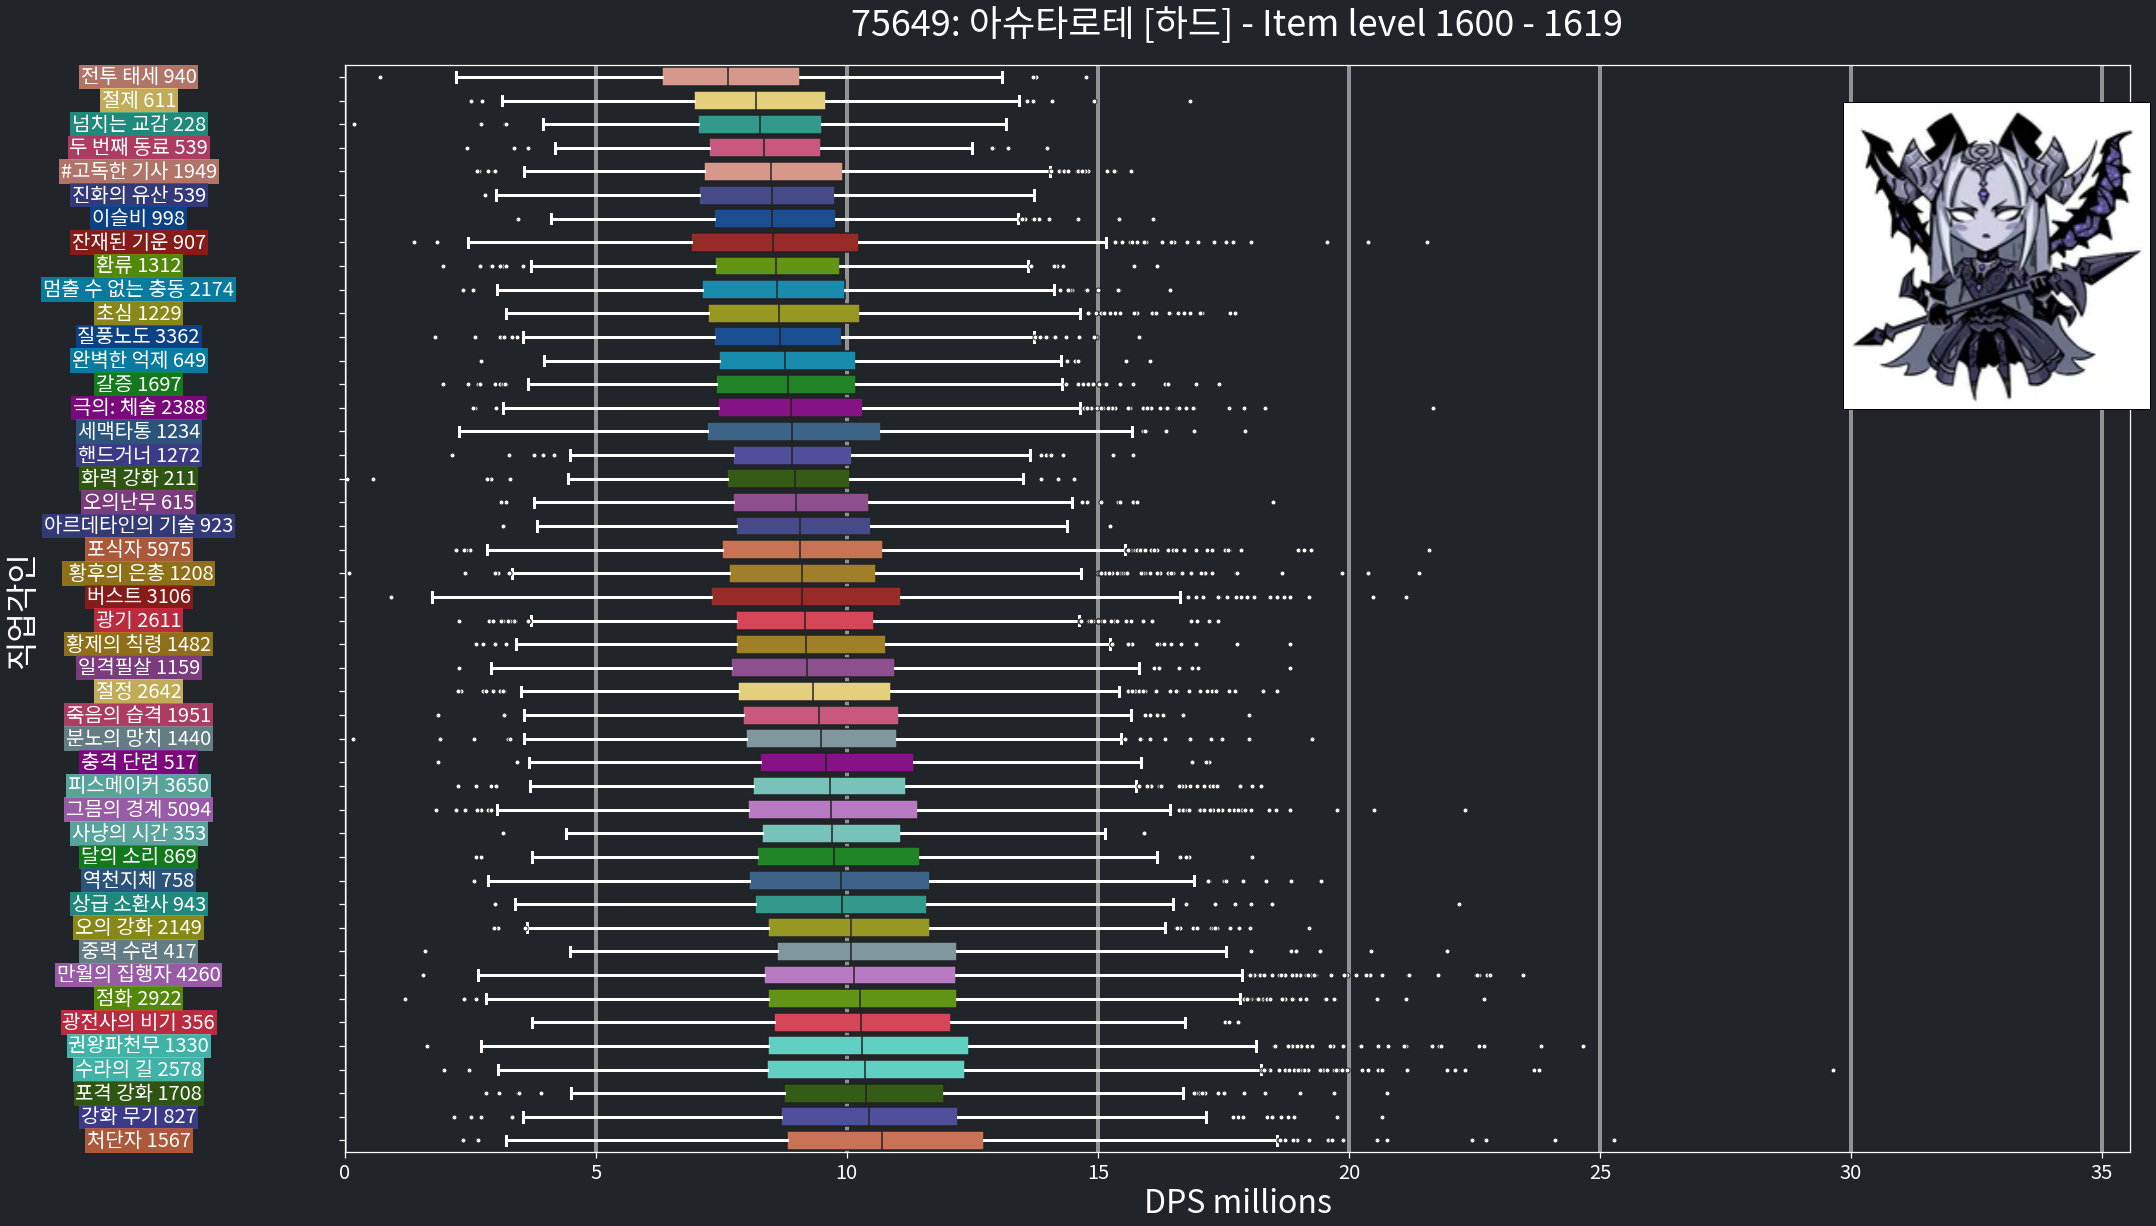 75649: 아슈타로테 [하드] - Item level 1600 - 1619
직업각인
전투 태세 940
절제 611
넘치는 교감 228
두 번째 동료 539
#고독한 기사 1949
진화의 유산 539
이슬비 998
잔재된 기운 907
환류 1312
멈출 수 없는 충동 2174
초심 1229
질풍노도 3362
완벽한 억제 649
갈증 1697
극의: 체술 2388
세맥타통 1234
핸드거너 1272
화력 강화 211
오의난무 615
아르데타인의 기술 923
포식자 5975
황후의 은총 1208
버스트 3106
광기 2611
황제의 칙령 1482
일격필살 1159
절정 2642
죽음의 습격 1951
분노의 망치 1440
충격 단련 517
피스메이커 3650
그믐의 경계 5094
사냥의 시간 353
달의 소리 869
역천지체 758
상급 소환사 943
오의 강화 2149
중력 수련 417
만월의 집행자 4260
점화 2922
광전사의 비기 356
권왕파천무 1330
수라의 길 2578
포격 강화 1708
강화 무기 827
처단자 1567
0 5 10 15 20 25 30 35
DPS millions